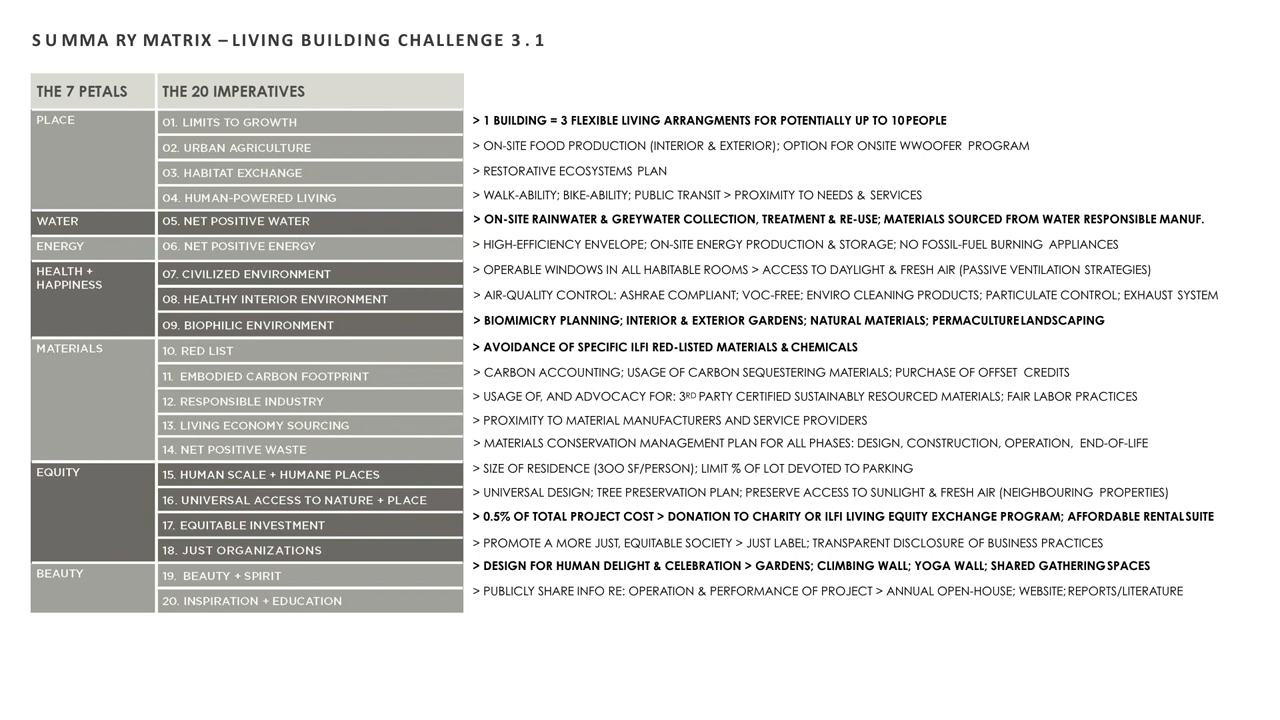 SUMMARY MATRIX – LIVING BUILDING CHALLENGE 3.1
THE 7 PETALS THE 20 IMPERATIVES
PLACE 01. LIMITS TO GROWTH > 1 BUILDING = 3 FLEXIBLE LIVING ARRANGMENTS FOR POTENTIALLY UP TO 10 PEOPLE
02. URBAN AGRICULTURE > ON-SITE FOOD PRODUCTION (INTERIOR & EXTERIOR); OPTION FOR ONSITE WWOOFER PROGRAM
03. HABITAT EXCHANGE > RESTORATIVE ECOSYSTEMS PLAN
04. HUMAN-POWERED LIVING > WALK-ABILITY; BIKE-ABILITY; PUBLIC TRANSIT > PROXIMITY TO NEEDS & SERVICES
WATER 05. NET POSITIVE WATER > ON-SITE RAINWATER & GREYWATER COLLECTION, TREATMENT & RE-USE; MATERIALS SOURCED FROM WATER RESPONSIBLE MANUF.
ENERGY 06. NET POSITIVE ENERGY > HIGH-EFFICIENCY ENVELOPE; ON-SITE ENERGY PRODUCTION & STORAGE; NO FOSSIL-FUEL BURNING APPLIANCES
HEALTH + HAPPINESS 07. CIVILIZED ENVIRONMENT > OPERABLE WINDOWS IN ALL HABITABLE ROOMS > ACCESS TO DAYLIGHT & FRESH AIR (PASSIVE VENTILATION STRATEGIES)
08. HEALTHY INTERIOR ENVIRONMENT > AIR-QUALITY CONTROL: ASHRAE COMPLIANT; VOC-FREE; ENVIRO CLEANING PRODUCTS; PARTICULATE CONTROL; EXHAUST SYSTEM
09. BIOPHILIC ENVIRONMENT > BIOMIMICRY PLANNING; INTERIOR & EXTERIOR GARDENS; NATURAL MATERIALS; PERMACULTURE LANDSCAPING
MATERIALS 10. RED LIST > AVOIDANCE OF SPECIFIC ILFI RED-LISTED MATERIALS & CHEMICALS
11. EMBODIED CARBON FOOTPRINT > CARBON ACCOUNTING; USAGE OF CARBON SEQUESTERING MATERIALS; PURCHASE OF OFFSET CREDITS
12. RESPONSIBLE INDUSTRY > USAGE OF, AND ADVOCACY FOR: 3RD PARTY CERTIFIED SUSTAINABLY RESOURCED MATERIALS; FAIR LABOR PRACTICES
13. LIVING ECONOMY SOURCING > PROXIMITY TO MATERIAL MANUFACTURERS AND SERVICE PROVIDERS
14. NET POSITIVE WASTE > MATERIALS CONSERVATION MANAGEMENT PLAN FOR ALL PHASES: DESIGN, CONSTRUCTION, OPERATION, END-OF-LIFE
EQUITY 15. HUMAN SCALE + HUMANE PLACES > SIZE OF RESIDENCE (3OO SF/PERSON); LIMIT % OF LOT DEVOTED TO PARKING
16. UNIVERSAL ACCESS TO NATURE + PLACE > UNIVERSAL DESIGN; TREE PRESERVATION PLAN; PRESERVE ACCESS TO SUNLIGHT & FRESH AIR (NEIGHBOURING PROPERTIES)
17. EQUITABLE INVESTMENT > 0.5% OF TOTAL PROJECT COST > DONATION TO CHARITY OR ILFI LIVING EQUITY EXCHANGE PROGRAM; AFFORDABLE RENTAL SUITE
18. JUST ORGANIZATIONS > PROMOTE A MORE JUST, EQUITABLE SOCIETY > JUST LABEL; TRANSPARENT DISCLOSURE OF BUSINESS PRACTICES
BEAUTY 19. BEAUTY + SPIRIT > DESIGN FOR HUMAN DELIGHT & CELEBRATION > GARDENS; CLIMBING WALL; YOGA WALL; SHARED GATHERING SPACES
20. INSPIRATION + EDUCATION > PUBLICLY SHARE INFO RE: OPERATION & PERFORMANCE OF PROJECT > ANNUAL OPEN-HOUSE; WEBSITE; REPORTS/LITERATURE